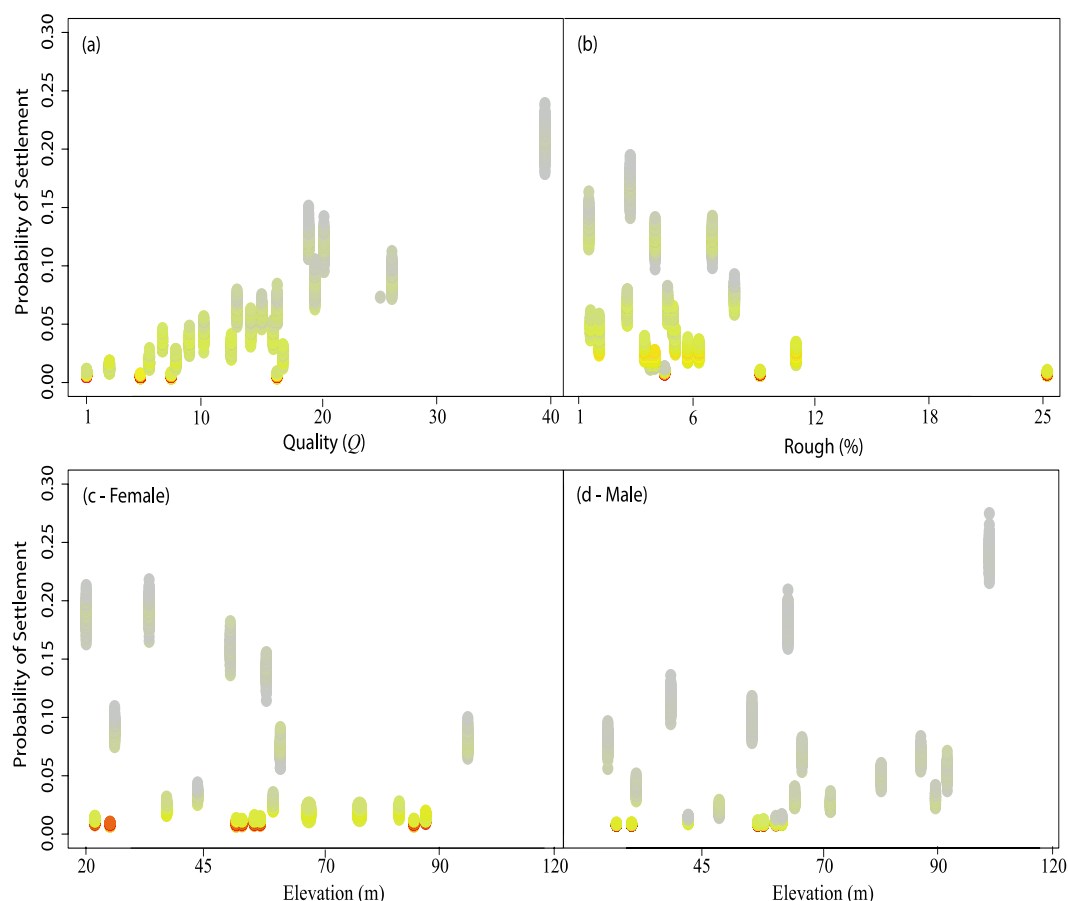 (a)
(b)
Probability of Settlement
0.30
0.25
0.20
0.15
0.10
0.05
0.00
1 10 20 30 40
Quality (Q)
1 6 12 18 25
Rough (%)
(c - Female)
(d - Male)
Probability of Settlement
0.30
0.25
0.20
0.15
0.10
0.05
0.00
20 45 70 90 120
Elevation (m)
45 70 90 120
Elevation (m)